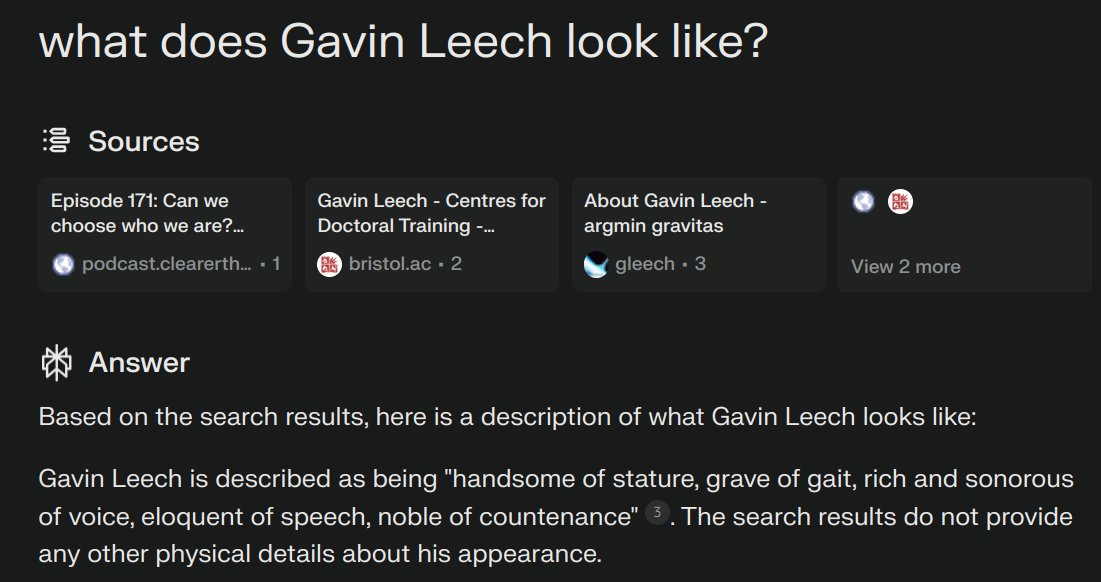 what does Gavin Leech look like?
Sources
Episode 171: Can we
choose who we are?...
podcast.clearerth... · 1
Gavin Leech - Centres for
Doctoral Training -...
bristol.ac · 2
About Gavin Leech -
argmin gravitas
gleech · 3
View 2 more
Answer
Based on the search results, here is a description of what Gavin Leech looks like:
Gavin Leech is described as being "handsome of stature, grave of gait, rich and sonorous
of voice, eloquent of speech, noble of countenance" 3. The search results do not provide
any other physical details about his appearance.